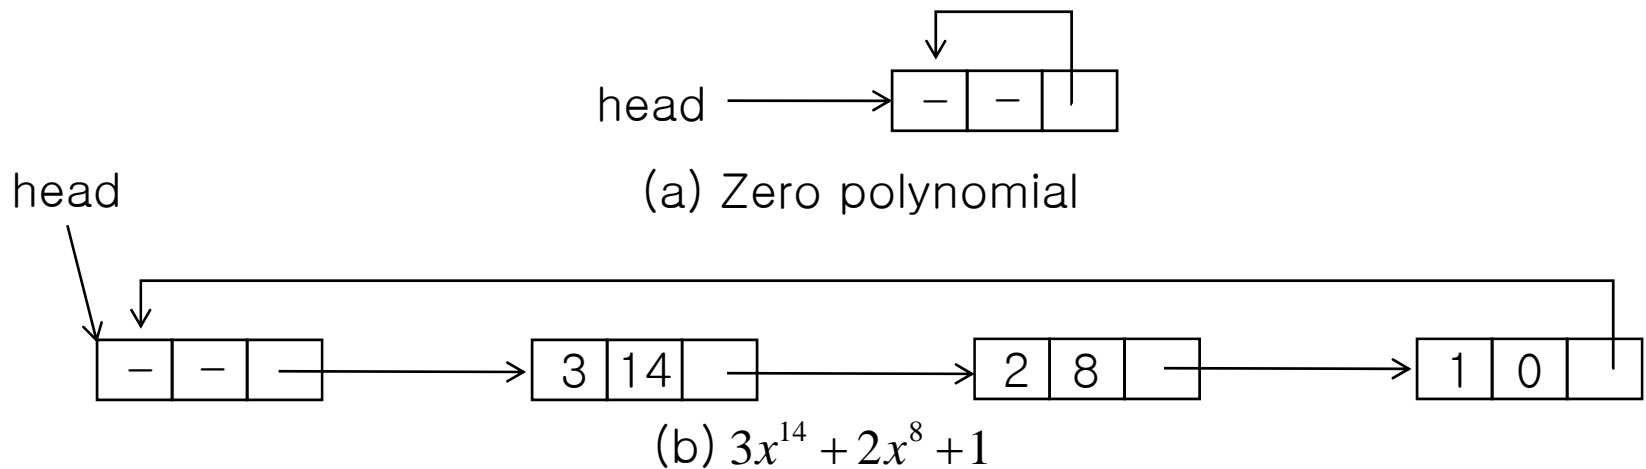 head – –
(a) Zero polynomial
head
– – 3 14 2 8 1 0
(b) 3x^14 + 2x^8 + 1